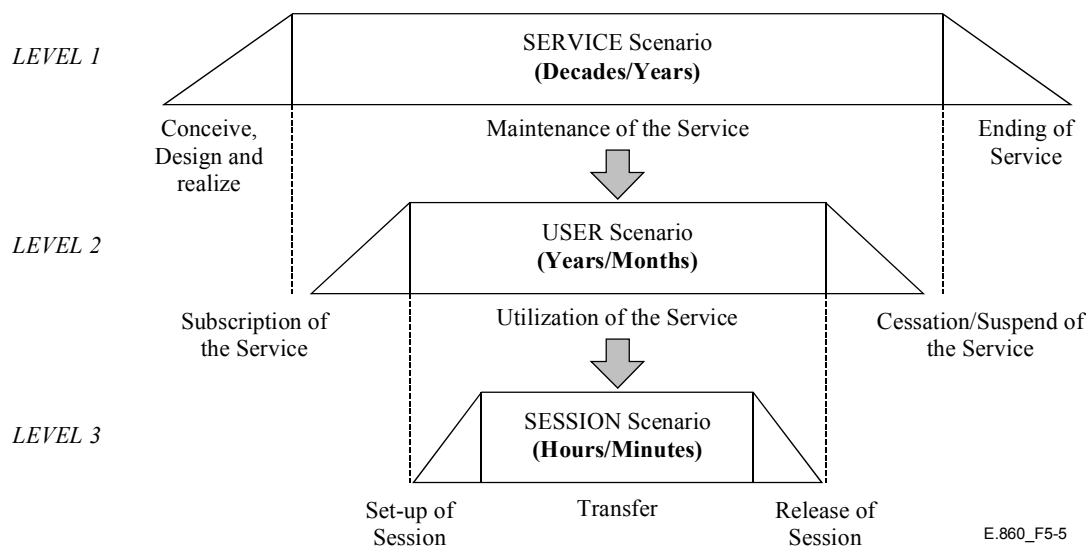 LEVEL 1
SERVICE Scenario
(Decades/Years)
Conceive,
Design and
realize
Maintenance of the Service
Ending of
Service
LEVEL 2
USER Scenario
(Years/Months)
Subscription of
the Service
Utilization of the Service
Cessation/Suspend of
the Service
LEVEL 3
SESSION Scenario
(Hours/Minutes)
Set-up of
Session
Transfer
Release of
Session
E.860_F5-5